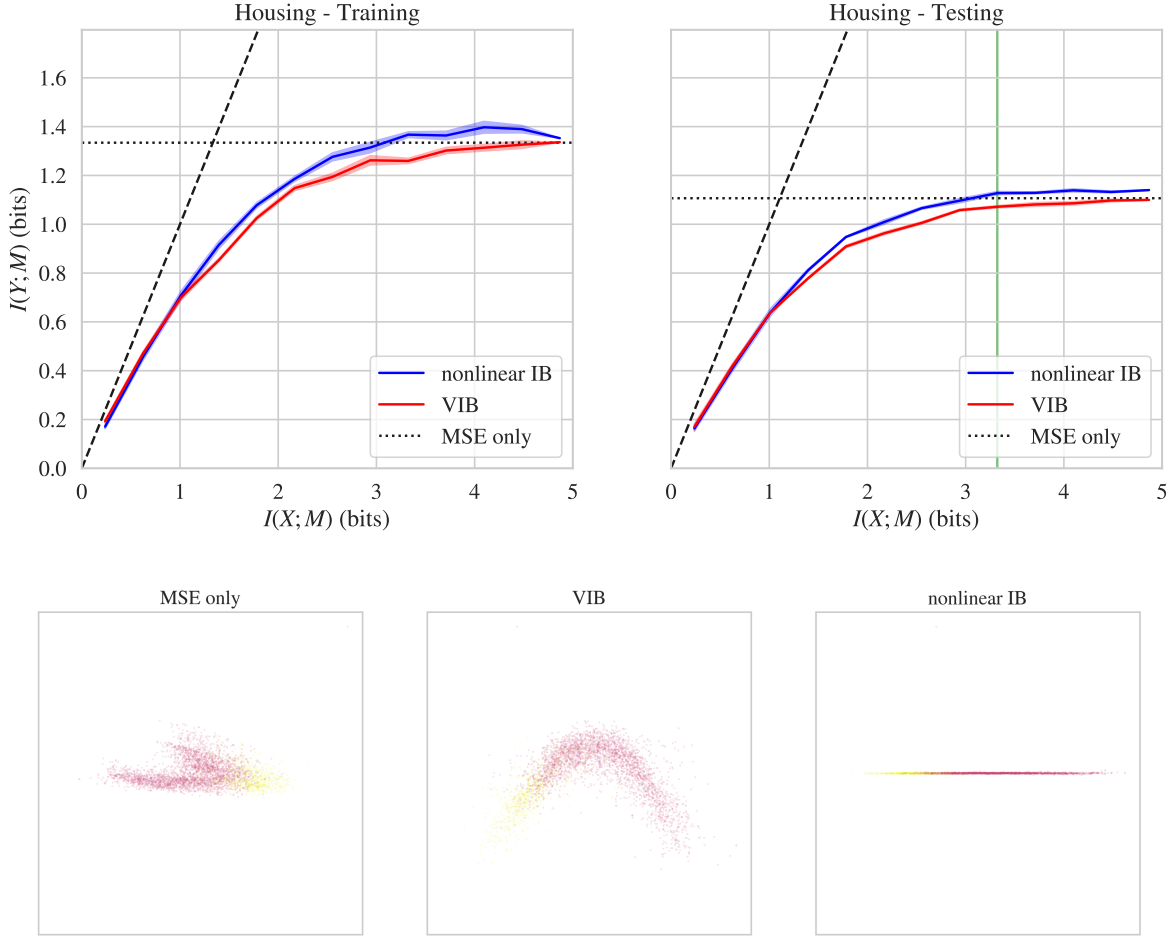 Housing - Training
1.6
1.4
1.2
1.0
0.8
0.6
0.4
0.2
0.0
I(Y; M) (bits)
nonlinear IB
VIB
MSE only
0 1 2 3 4 5
I(X; M) (bits)
Housing - Testing
nonlinear IB
VIB
MSE only
0 1 2 3 4 5
I(X; M) (bits)
MSE only
VIB
nonlinear IB